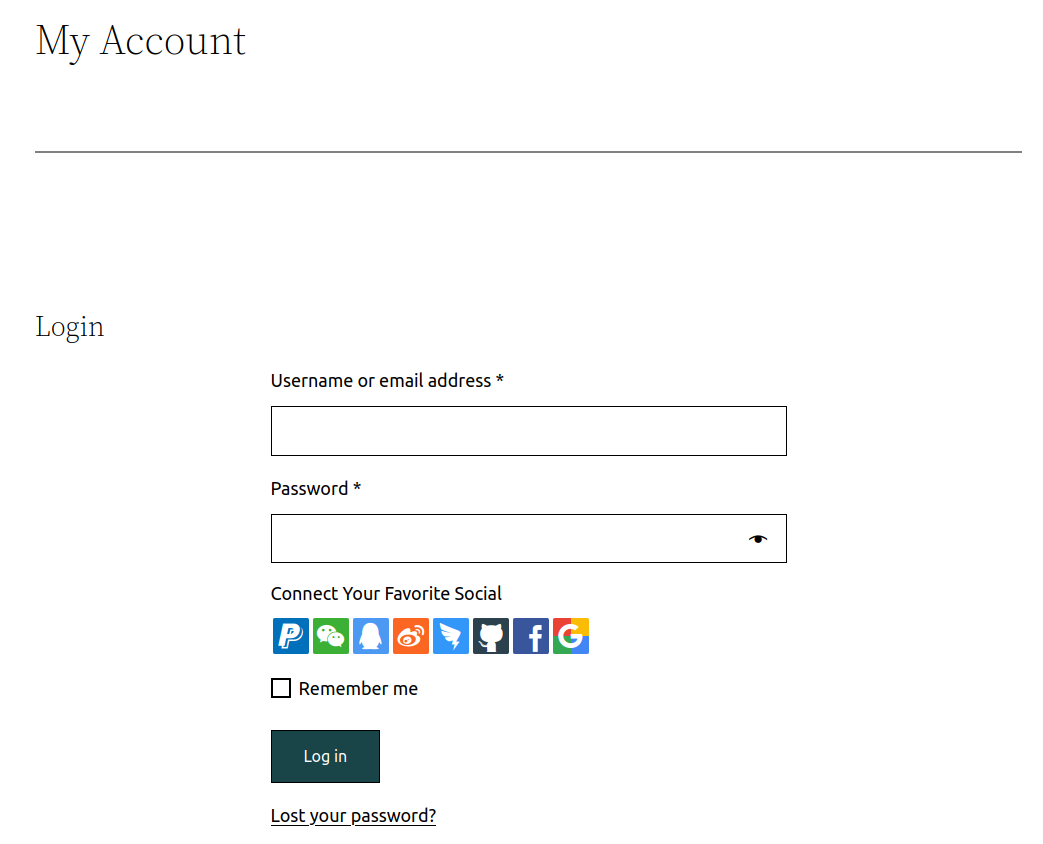 My Account
Login
Username or email address *
Password *
Connect Your Favorite Social
Remember me
Log in
Lost your password?